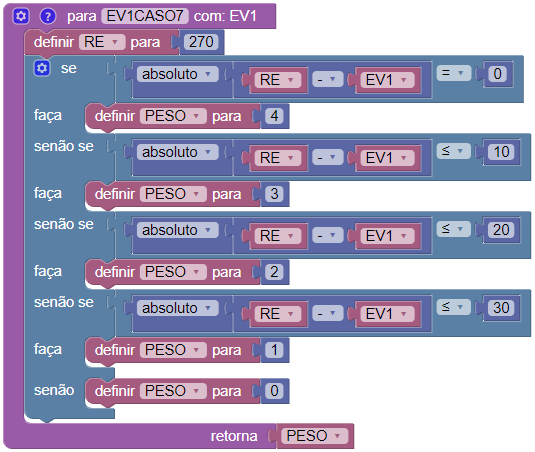 ? para EV1CASO7 com: EV1
definir RE para 270
se absoluto RE - EV1 = 0
faça definir PESO para 4
senão se absoluto RE - EV1 ≤ 10
faça definir PESO para 3
senão se absoluto RE - EV1 ≤ 20
faça definir PESO para 2
senão se absoluto RE - EV1 ≤ 30
faça definir PESO para 1
senão definir PESO para 0
retorna PESO